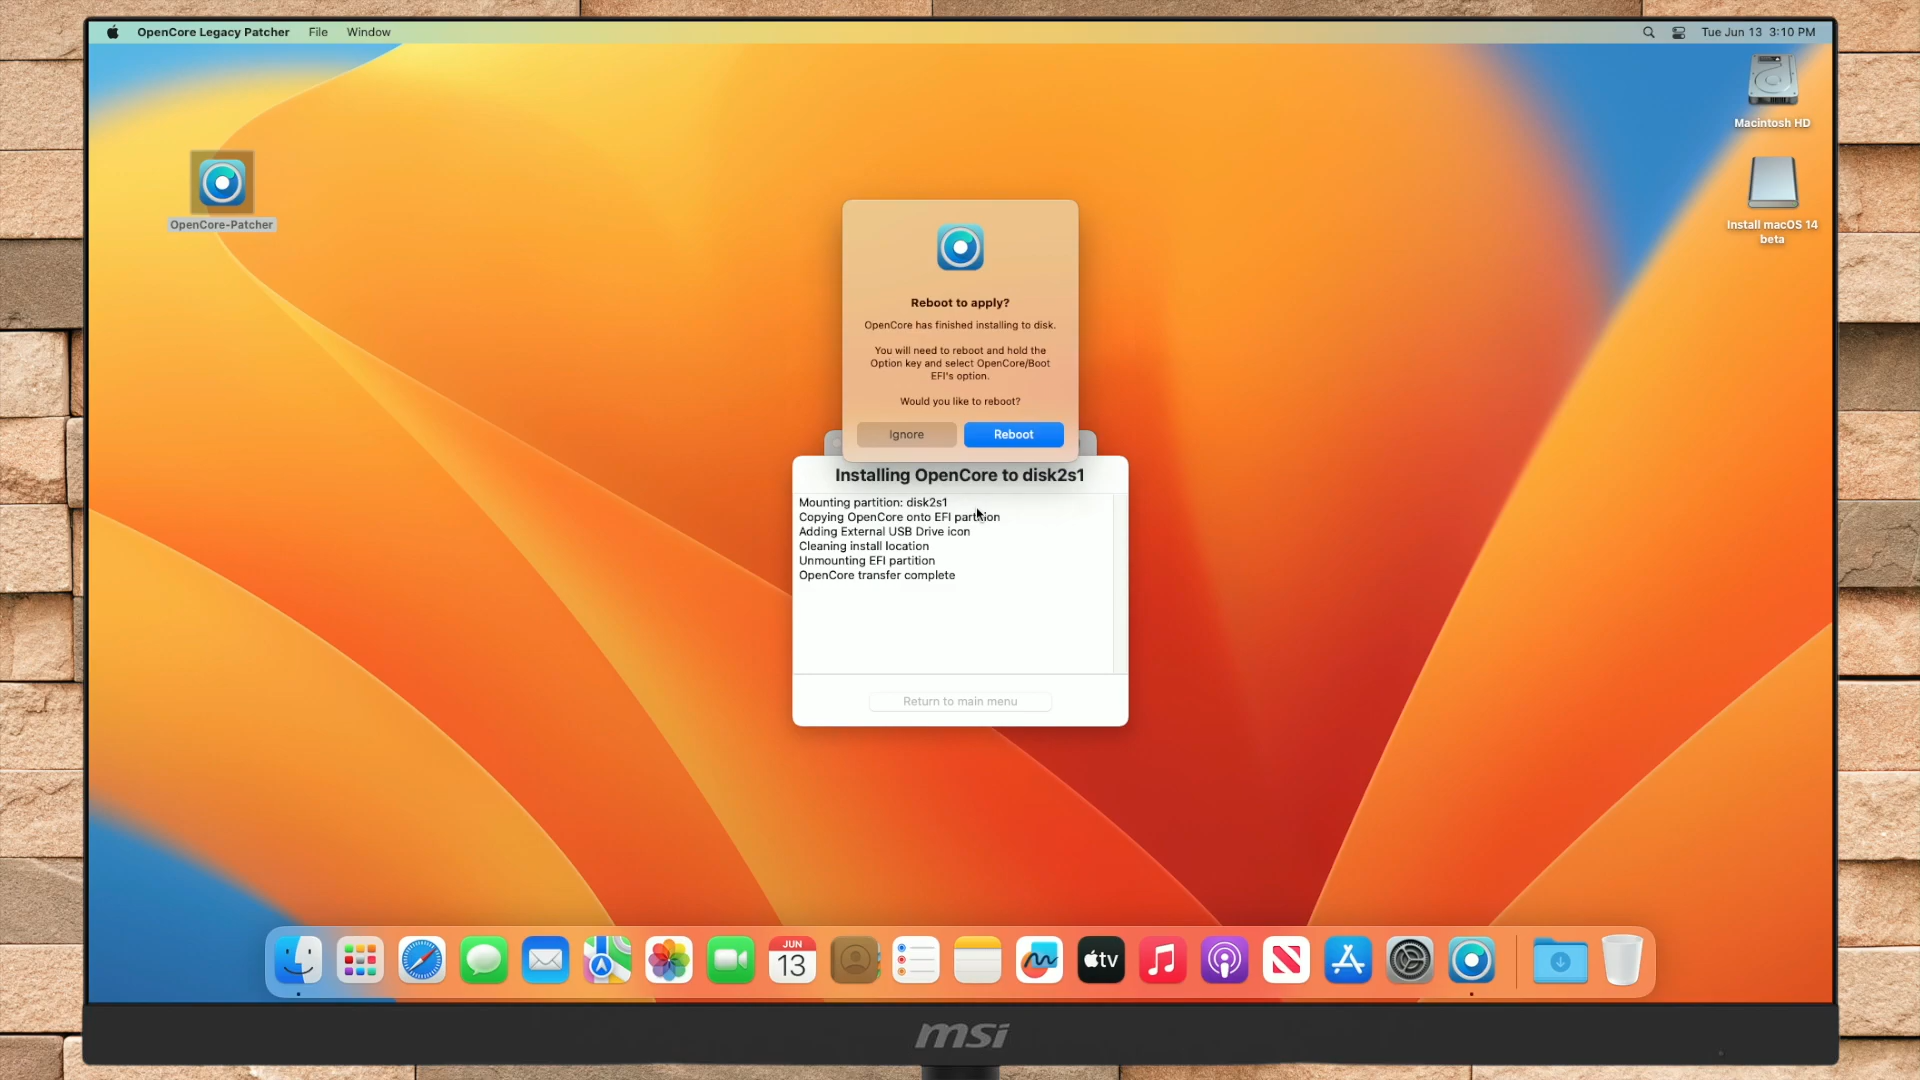 OpenCore Legacy Patcher File Window
Tue Jun 13 3:10 PM
Macintosh HD
OpenCore-Patcher
Install macOS 14
beta
Reboot to apply?
OpenCore has finished installing to disk.
You will need to reboot and hold the
Option key and select OpenCore/Boot
EFI's option.
Would you like to reboot?
Ignore
Reboot
Installing OpenCore to disk2s1
Mounting partition: disk2s1
Copying OpenCore onto EFI partition
Adding External USB Drive icon
Cleaning install location
Unmounting EFI partition
OpenCore transfer complete
Return to main menu
JUN
13
tv
msi